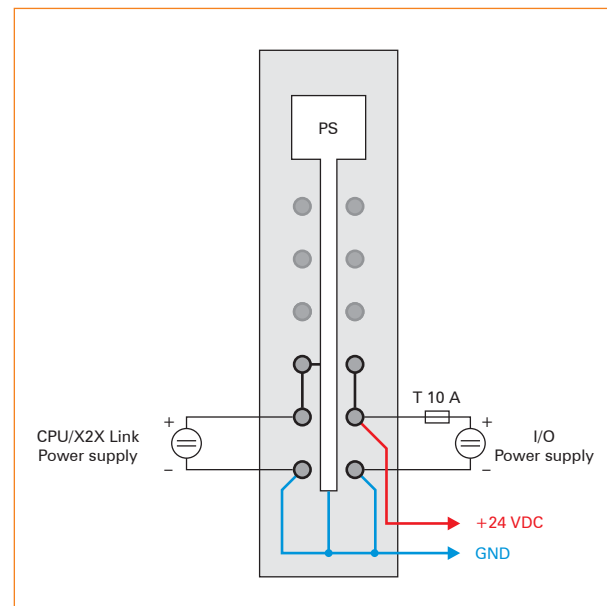 PS
T 10 A
+
+
CPU/X2X Link
Power supply
I/O
Power supply
–
–
+24 VDC
GND